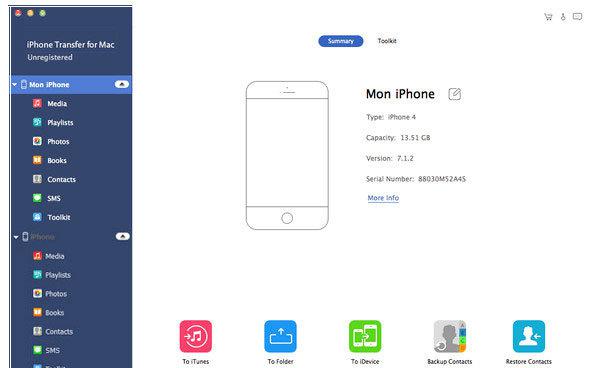 iPhone Transfer for Mac
Unregistered
Mon iPhone
Media
Playlists
Photos
Books
Contacts
SMS
Toolkit
iPhone
Media
Playlists
Photos
Books
Contacts
SMS
Toolkit
Summary
Toolkit
Mon iPhone
Type: iPhone 4
Capacity: 13.51 GB
Version: 7.1.2
Serial Number: 88030M52A4S
More Info
To iTunes
To Folder
To iDevice
Backup Contacts
Restore Contacts